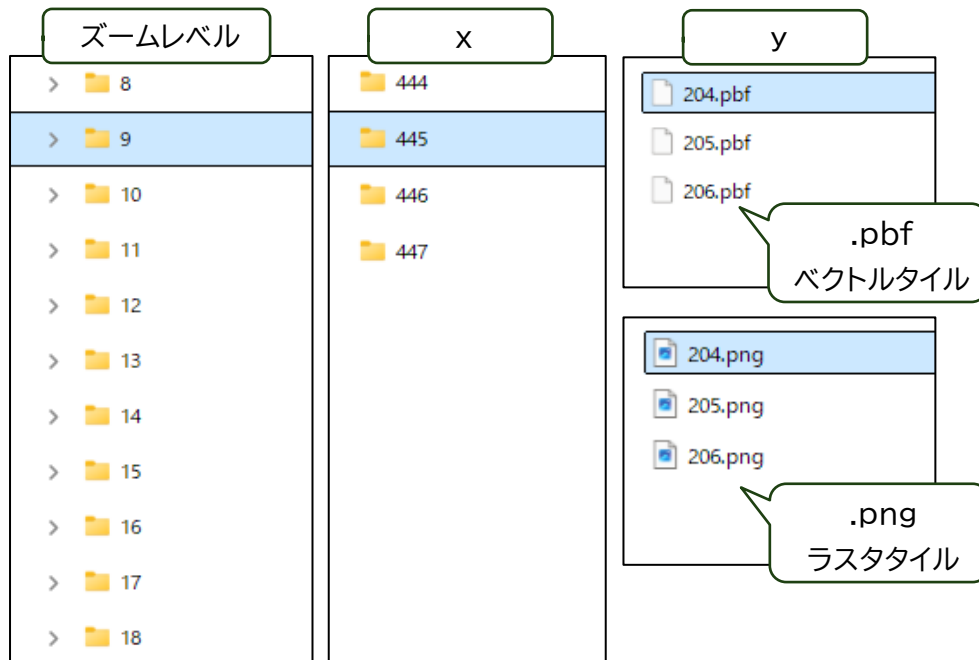 ズームレベル
8
9
10
11
12
13
14
15
16
17
18
x
444
445
446
447
y
204.pbf
205.pbf
206.pbf
.pbf
ベクトルタイル
204.png
205.png
206.png
.png
ラスタタイル